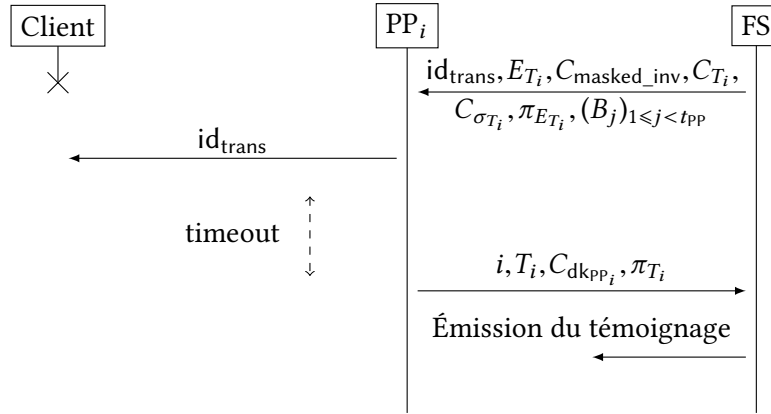 Client
PP_i
FS
id_trans, E_{T_i}, C_masked_inv, C_{T_i},
C_{σ_{T_i}}, π_{E_{T_i}}, (B_j)_{1⩽j<t_PP}
id_trans
timeout
i, T_i, C_{dk_{PP_i}}, π_{T_i}
Émission du témoignage